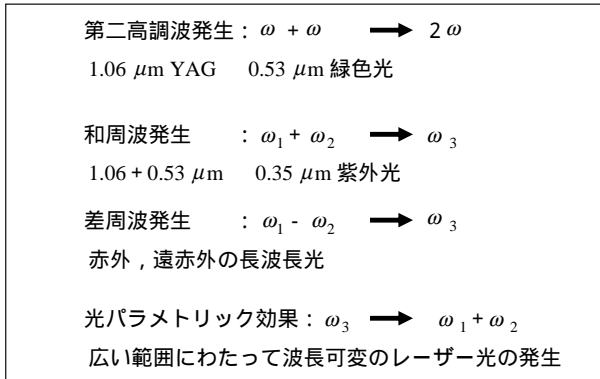 第二高調波発生：ω + ω → 2ω
1.06 μm YAG 0.53 μm 緑色光
和周波発生 ：ω₁ + ω₂ → ω₃
1.06 + 0.53 μm 0.35 μm 紫外光
差周波発生 ：ω₁ - ω₂ → ω₃
赤外，遠赤外の長波長光
光パラメトリック効果：ω₃ → ω₁ + ω₂
広い範囲にわたって波長可変のレーザー光の発生